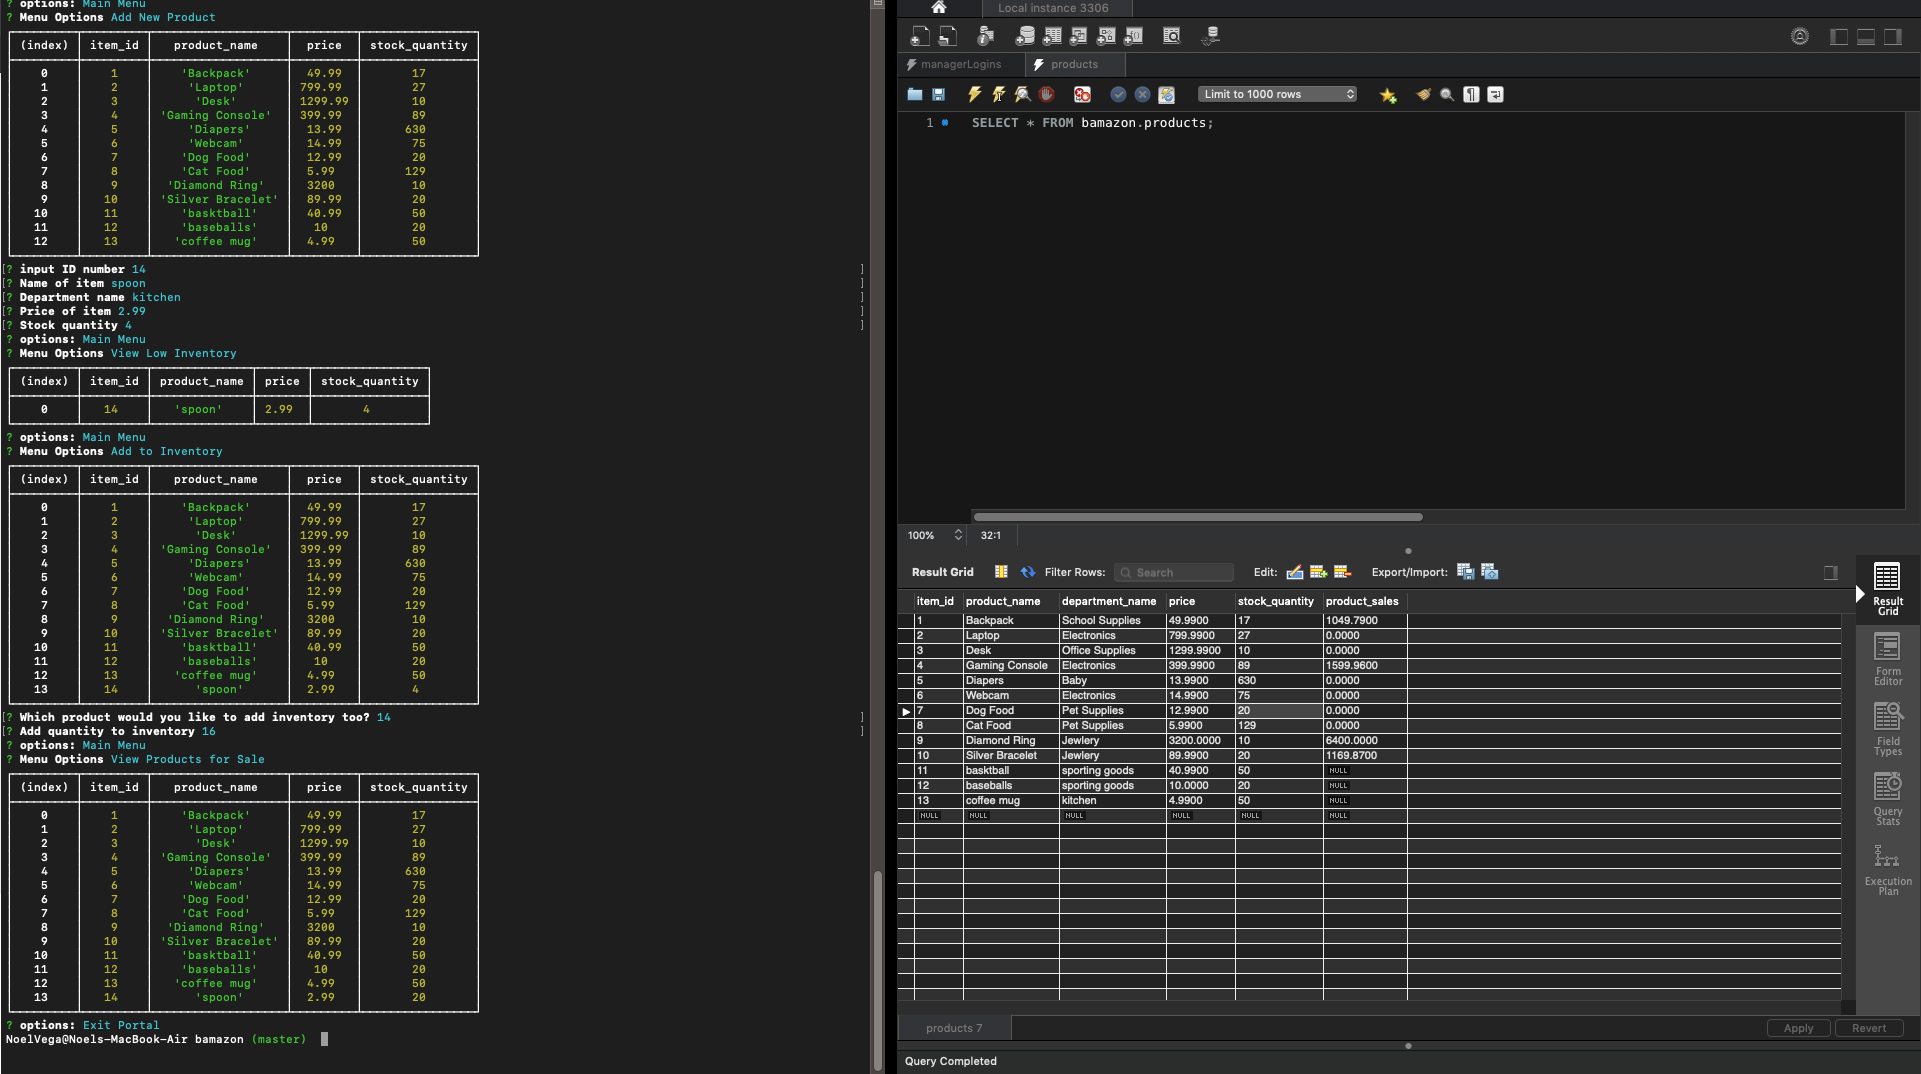 ? options: Main Menu
? Menu Options Add New Product
(index) item_id product_name price stock_quantity
0 1 'Backpack' 49.99 17
1 2 'Laptop' 799.99 27
2 3 'Desk' 1299.99 10
3 4 'Gaming Console' 399.99 89
4 5 'Diapers' 13.99 630
5 6 'Webcam' 14.99 75
6 7 'Dog Food' 12.99 20
7 8 'Cat Food' 5.99 129
8 9 'Diamond Ring' 3200 10
9 10 'Silver Bracelet' 89.99 20
10 11 'basktball' 40.99 50
11 12 'baseballs' 10 20
12 13 'coffee mug' 4.99 50
[? input ID number 14 ]
[? Name of item spoon ]
[? Department name kitchen ]
[? Price of item 2.99 ]
[? Stock quantity 4 ]
? options: Main Menu
? Menu Options View Low Inventory
(index) item_id product_name price stock_quantity
0 14 'spoon' 2.99 4
? options: Main Menu
? Menu Options Add to Inventory
(index) item_id product_name price stock_quantity
0 1 'Backpack' 49.99 17
1 2 'Laptop' 799.99 27
2 3 'Desk' 1299.99 10
3 4 'Gaming Console' 399.99 89
4 5 'Diapers' 13.99 630
5 6 'Webcam' 14.99 75
6 7 'Dog Food' 12.99 20
7 8 'Cat Food' 5.99 129
8 9 'Diamond Ring' 3200 10
9 10 'Silver Bracelet' 89.99 20
10 11 'basktball' 40.99 50
11 12 'baseballs' 10 20
12 13 'coffee mug' 4.99 50
13 14 'spoon' 2.99 4
[? Which product would you like to add inventory too? 14 ]
[? Add quantity to inventory 16 ]
? options: Main Menu
? Menu Options View Products for Sale
(index) item_id product_name price stock_quantity
0 1 'Backpack' 49.99 17
1 2 'Laptop' 799.99 27
2 3 'Desk' 1299.99 10
3 4 'Gaming Console' 399.99 89
4 5 'Diapers' 13.99 630
5 6 'Webcam' 14.99 75
6 7 'Dog Food' 12.99 20
7 8 'Cat Food' 5.99 129
8 9 'Diamond Ring' 3200 10
9 10 'Silver Bracelet' 89.99 20
10 11 'basktball' 40.99 50
11 12 'baseballs' 10 20
12 13 'coffee mug' 4.99 50
13 14 'spoon' 2.99 20
? options: Exit Portal
NoelVega@Noels-MacBook-Air bamazon (master)
Local instance 3306
managerLogins products
Limit to 1000 rows
1 SELECT * FROM bamazon.products;
100% 32:1
Result Grid Filter Rows: Search Edit: Export/Import:
item_id product_name department_name price stock_quantity product_sales
1 Backpack School Supplies 49.9900 17 1049.7900
2 Laptop Electronics 799.9900 27 0.0000
3 Desk Office Supplies 1299.9900 10 0.0000
4 Gaming Console Electronics 399.9900 89 1599.9600
5 Diapers Baby 13.9900 630 0.0000
6 Webcam Electronics 14.9900 75 0.0000
7 Dog Food Pet Supplies 12.9900 20 0.0000
8 Cat Food Pet Supplies 5.9900 129 0.0000
9 Diamond Ring Jewlery 3200.0000 10 6400.0000
10 Silver Bracelet Jewlery 89.9900 20 1169.8700
11 basktball sporting goods 40.9900 50 NULL
12 baseballs sporting goods 10.0000 20 NULL
13 coffee mug kitchen 4.9900 50 NULL
NULL NULL NULL NULL NULL NULL
Result
Grid
Form
Editor
Field
Types
Query
Stats
Execution
Plan
products 7 Apply Revert
Query Completed